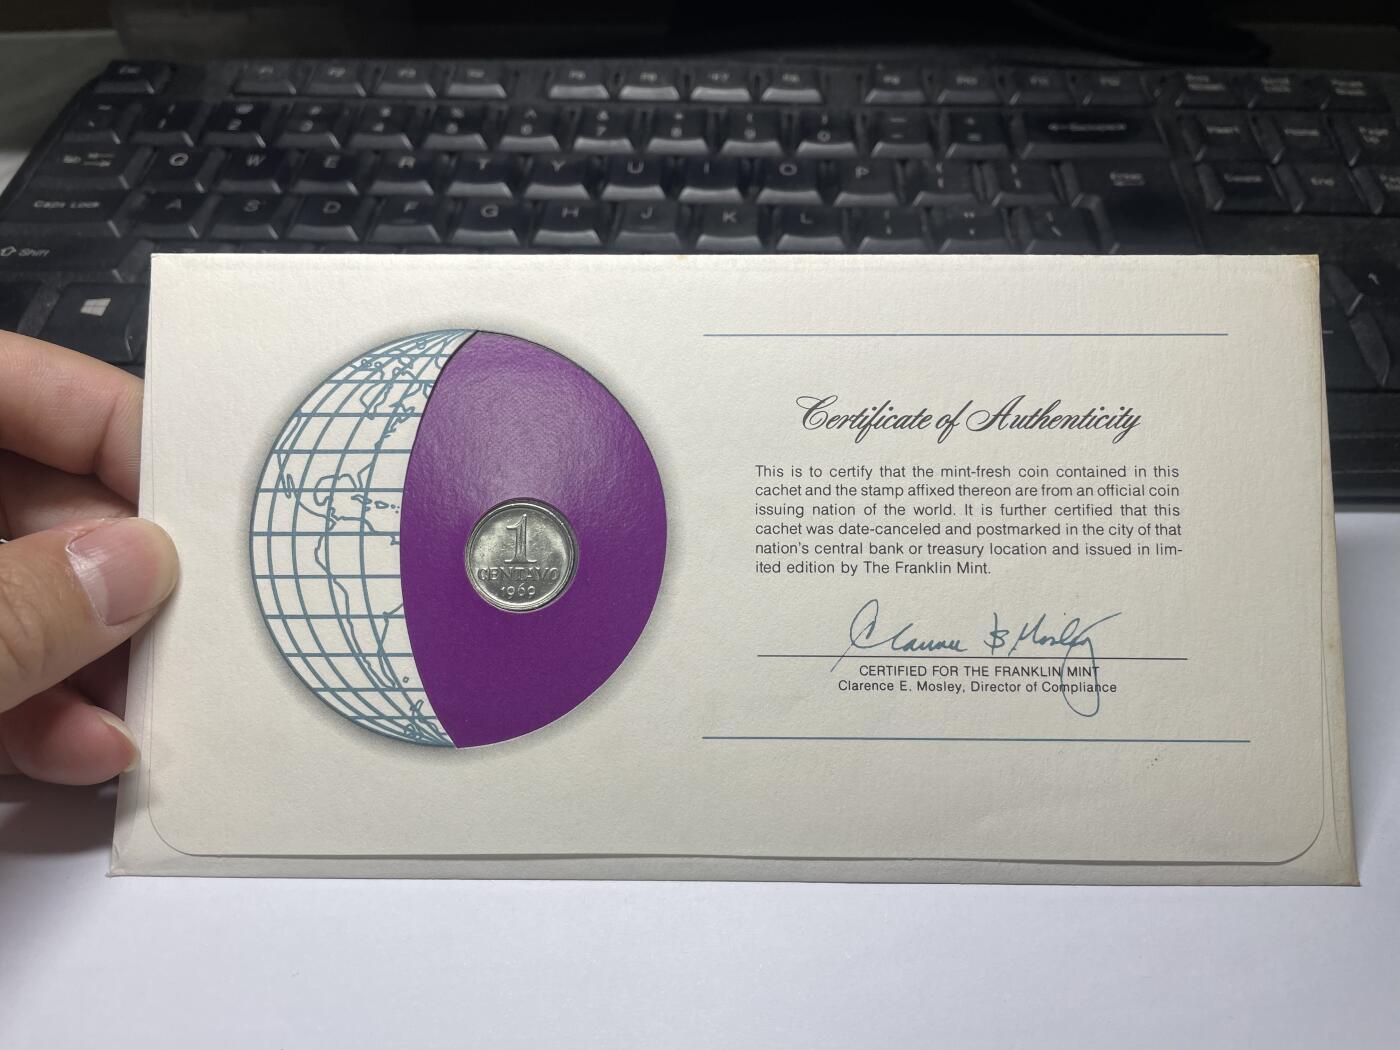 Q W E R T Y U I O P
Caps Lock A S D F G H J K L
Shift
Certificate of Authenticity
This is to certify that the mint-fresh coin contained in this
cachet and the stamp affixed thereon are from an official coin
issuing nation of the world. It is further certified that this
cachet was date-canceled and postmarked in the city of that
nation's central bank or treasury location and issued in lim-
ited edition by The Franklin Mint.
1
CENTAVO
1969
CERTIFIED FOR THE FRANKLIN MINT
Clarence E. Mosley, Director of Compliance